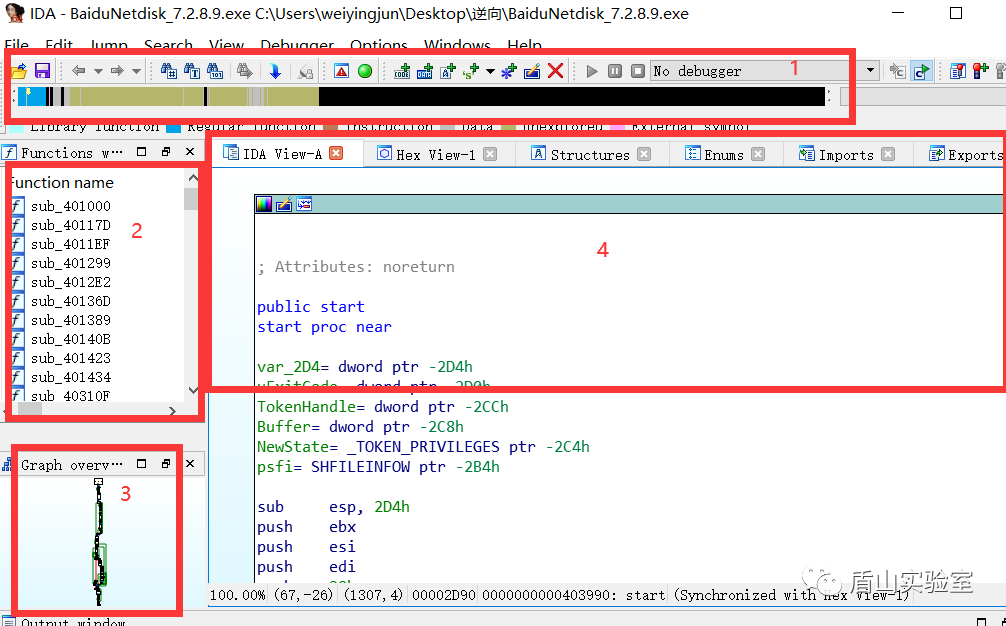 IDA - BaiduNetdisk_7.2.8.9.exe C:\Users\weiyingjun\Desktop\逆向\BaiduNetdisk_7.2.8.9.exe
File Edit Jump Search View Debugger Options Windows Help
No debugger
1
Library function Regular function Instruction Data Unexplored External symbol
Functions w…
IDA View-A Hex View-1 Structures Enums Imports Exports
Function name
sub_401000
sub_40117D
sub_4011EF
sub_401299
sub_4012E2
sub_40136D
sub_401389
sub_40140B
sub_401423
sub_401434
sub_40310F
2
Graph overv…
3
4
; Attributes: noreturn
public start
start proc near
var_2D4= dword ptr -2D4h
uExitCode= dword ptr -2D0h
TokenHandle= dword ptr -2CCh
Buffer= dword ptr -2C8h
NewState= _TOKEN_PRIVILEGES ptr -2C4h
psfi= SHFILEINFOW ptr -2B4h
sub esp, 2D4h
push ebx
push esi
push edi
100.00% (67,-26) (1307,4) 00002D90 0000000000403990: start (Synchronized with Hex View-1)
盾山实验室
Output window